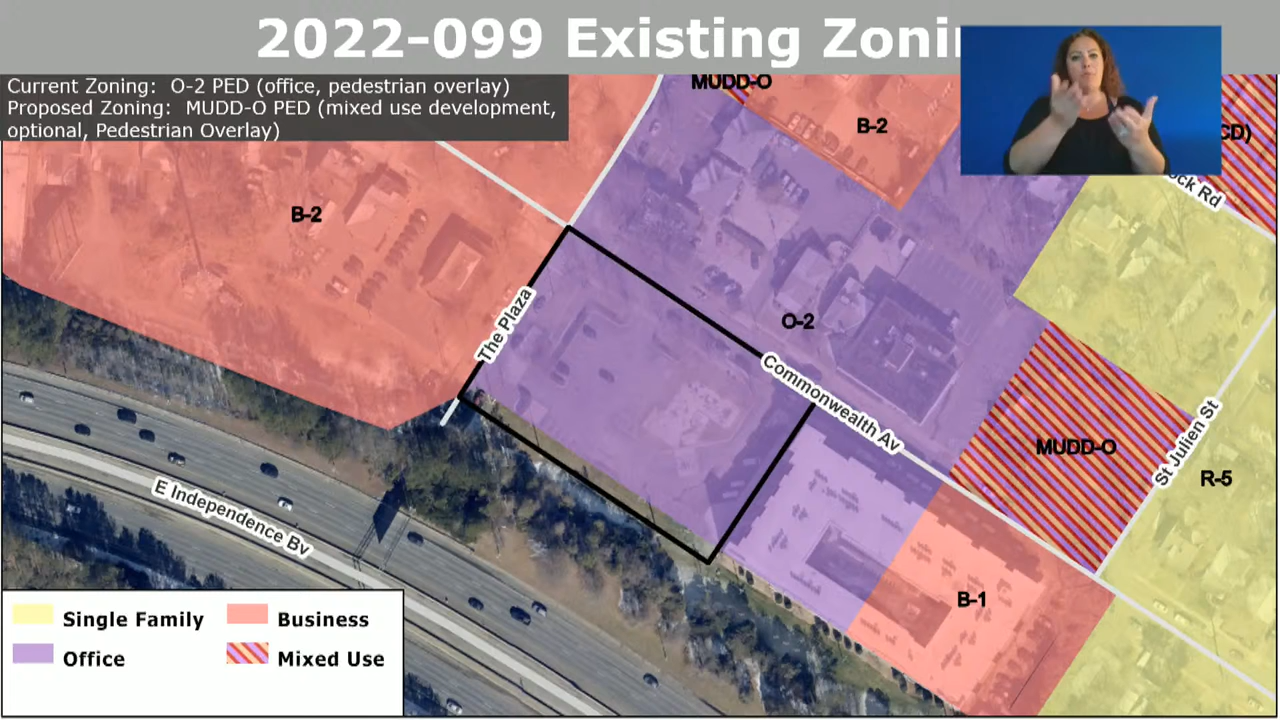 2022-099 Existing
Current Zoning: O-2 PED (office, pedestrian overlay)
Proposed Zoning: MUDD-O PED (mixed use development,
optional, Pedestrian Overlay)
MUDD-O
B-2
CD)
Rd
B-2
The Plaza
O-2
Commonwealth Av
MUDD-O
St Julien St
R-5
E Independence Bv
B-1
Single Family
Business
Office
Mixed Use